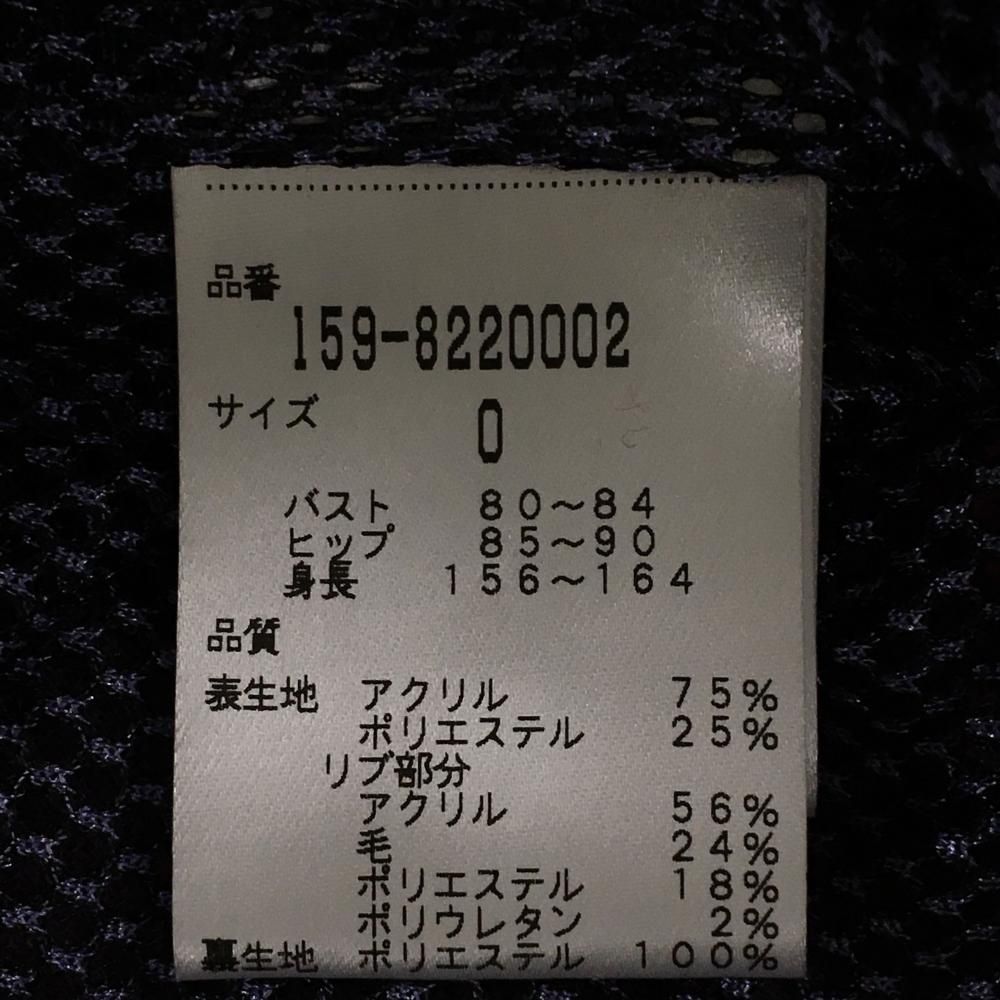 品番
159-8220002
サイズ 0
バスト 80~84
ヒップ 85~90
身長 156~164
品質
表生地 アクリル 75%
ポリエステル 25%
リブ部分
アクリル 56%
毛 24%
ポリエステル 18%
ポリウレタン 2%
裏生地 ポリエステル 100%